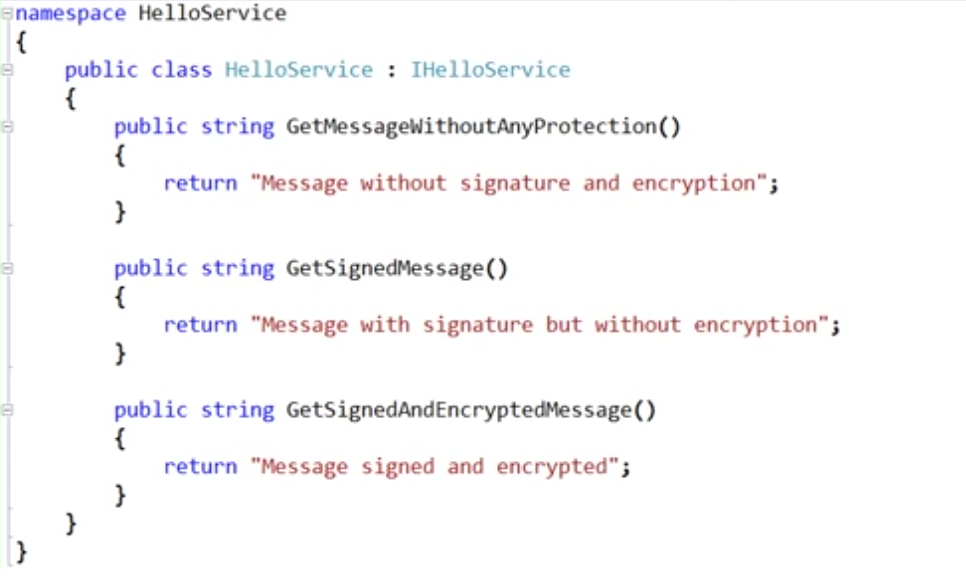 namespace HelloService
{
    public class HelloService : IHelloService
    {
        public string GetMessageWithoutAnyProtection()
        {
            return "Message without signature and encryption";
        }

        public string GetSignedMessage()
        {
            return "Message with signature but without encryption";
        }

        public string GetSignedAndEncryptedMessage()
        {
            return "Message signed and encrypted";
        }
    }
}